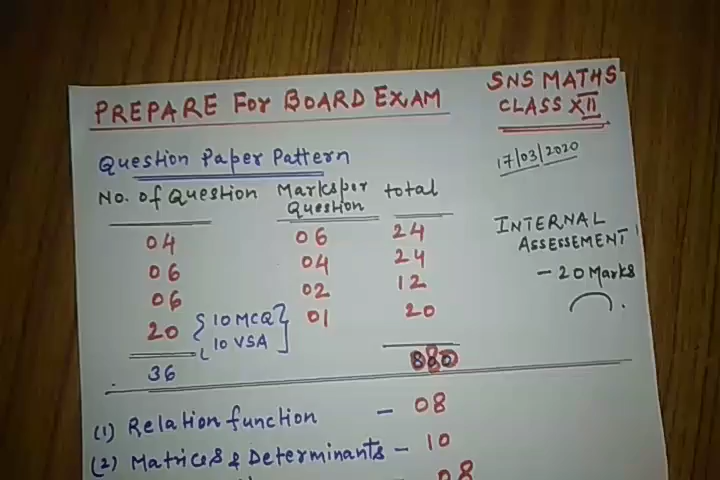 PREPARE FOR BOARD EXAM
SNS MATHS
CLASS XII
17/03/2020
Question Paper Pattern
No. of Question Marks per Question total
04 06 24
06 04 24
06 02 12
20 { 10 MCQ 10 VSA } 01 20
36 80
INTERNAL
ASSESSEMENT
- 20 Marks
(1) Relation function - 08
(2) Matrices & Determinants - 10
08